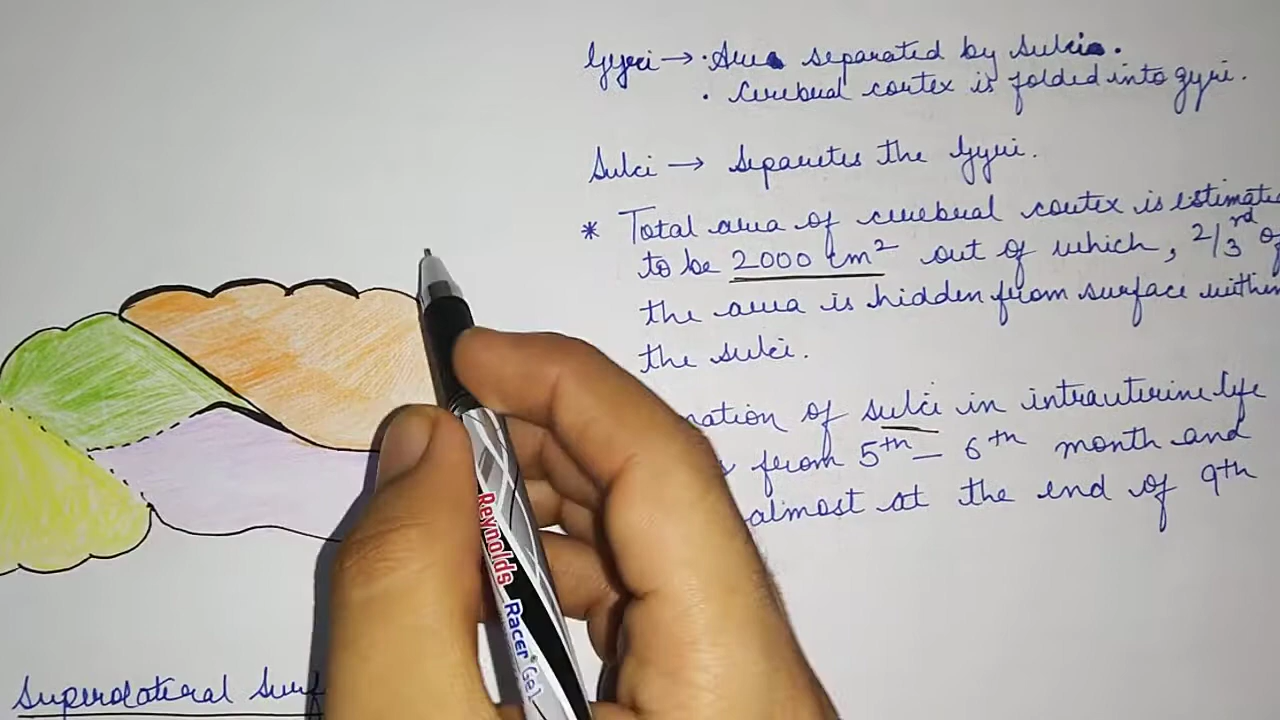 Gyri → · Area separated by sulci.
· Cerebral cortex is folded into gyri.
Sulci → Separates the Gyri.
* Total area of cerebral cortex is estimate
to be 2000 cm² out of which, 2/3rd of
the area is hidden from surface within
the sulci.
mation of sulci in intrauterine life
from 5th – 6th month and
almost at the end of 9th
Superolateral Surf
Reynolds Racer Gel